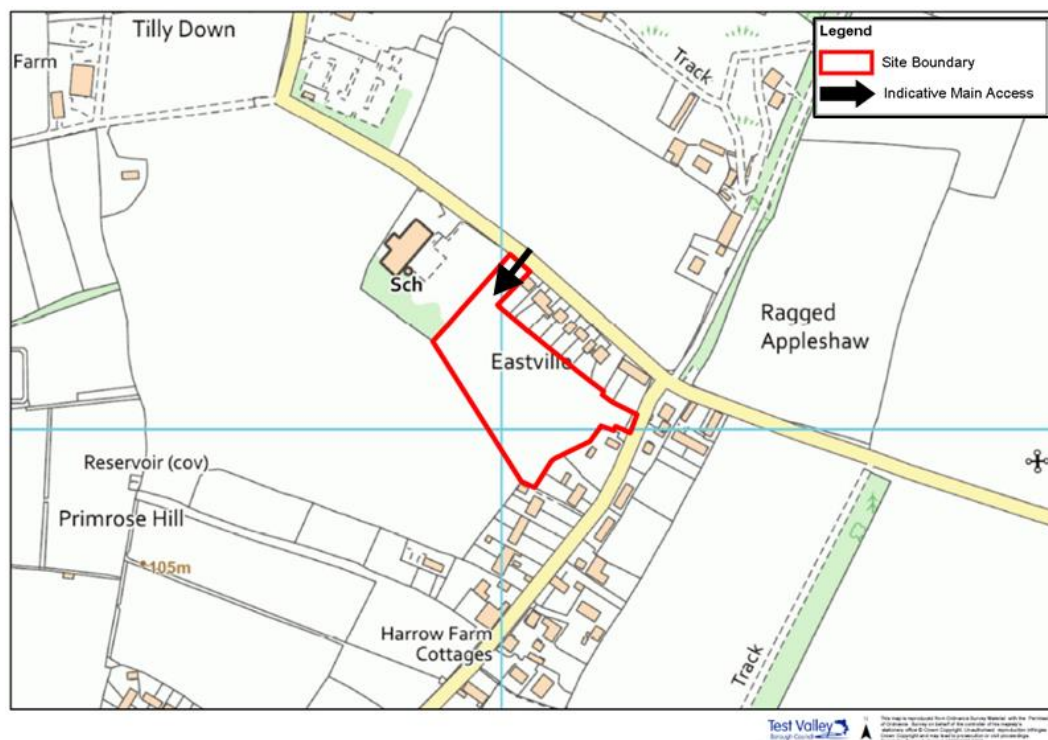 Tilly Down
Farm
Track
Legend
Site Boundary
Indicative Main Access
Sch
Ragged
Appleshaw
Eastville
Reservoir (cov)
Primrose Hill
105m
Harrow Farm
Cottages
Track
Test Valley
Borough Council